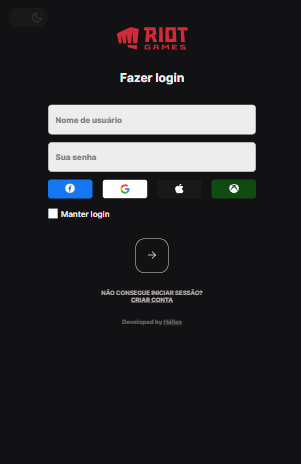 RIOT
GAMES
Fazer login
Nome de usuário
Sua senha
Manter login
NÃO CONSEGUE INICIAR SESSÃO?
CRIAR CONTA
Developed by Hállex